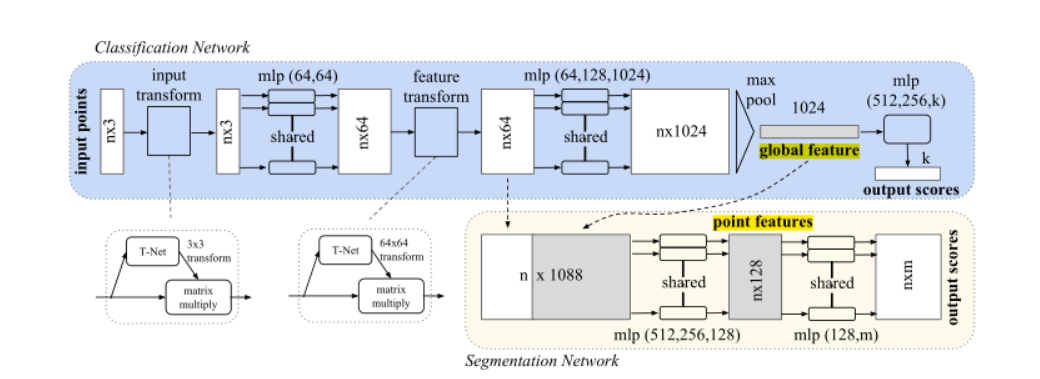 Classification Network
input points
nx3
input
transform
nx3
mlp (64,64)
shared
nx64
feature
transform
nx64
mlp (64,128,1024)
shared
nx1024
max
pool
1024
global feature
mlp
(512,256,k)
k
output scores
T-Net
3x3
transform
matrix
multiply
T-Net
64x64
transform
matrix
multiply
point features
n x 1088
shared
mlp (512,256,128)
nx128
shared
mlp (128,m)
nxm
output scores
Segmentation Network